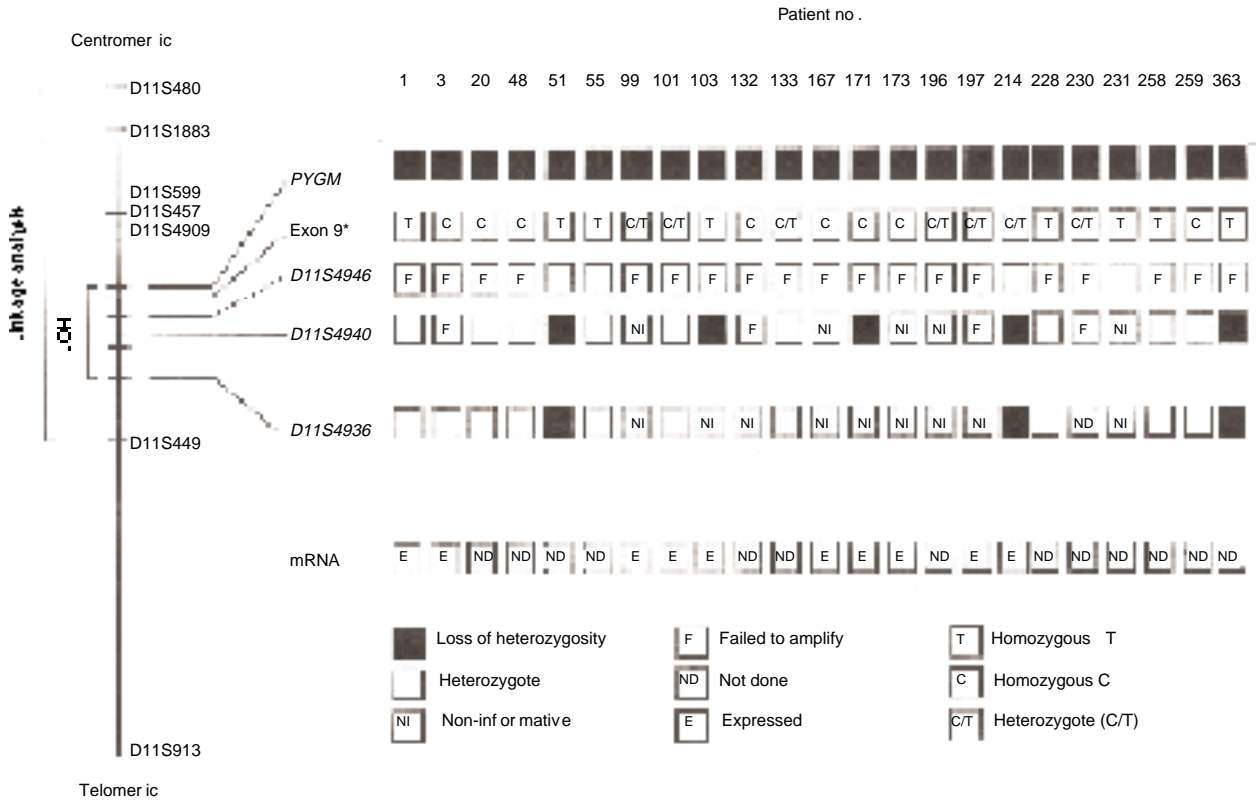 Patient no .
Centromer ic
1 3 20 48 51 55 99 101 103 132 133 167 171 173 196 197 214 228 230 231 258 259 363
D11S480
D11S1883
PYGM
D11S599
D11S457
D11S4909
Exon 9* T C C C T T C/T C/T T C C/T C C C C/T C/T C/T T C/T T T C T
D11S4946 F F F F F F F F F F F F F F F F F F F
D11S4940 F NI F NI NI NI F F NI
D11S4936 NI NI NI NI NI NI NI NI ND NI
D11S449
mRNA E E ND ND ND ND E E E ND ND E E E ND E E ND ND ND ND ND ND
Loss of heterozygosity
F Failed to amplify
T Homozygous T
Heterozygote
ND Not done
C Homozygous C
NI Non-inf or mative
E Expressed
C/T Heterozygote (C/T)
D11S913
Telomer ic